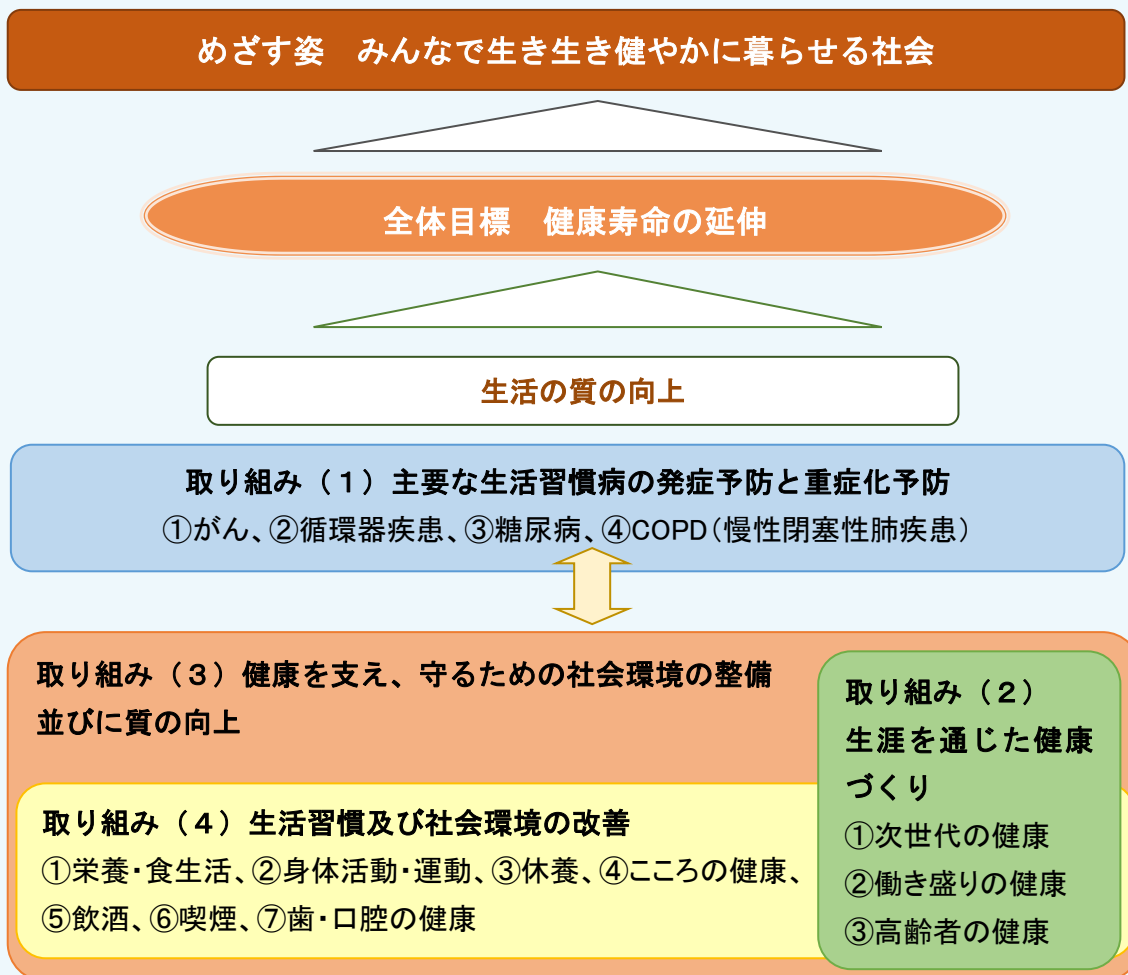 めざす姿　みんなで生き生き健やかに暮らせる社会
全体目標　健康寿命の延伸
生活の質の向上
取り組み（１）主要な生活習慣病の発症予防と重症化予防
①がん、②循環器疾患、③糖尿病、④COPD（慢性閉塞性肺疾患）
取り組み（３）健康を支え、守るための社会環境の整備
並びに質の向上
取り組み（４）生活習慣及び社会環境の改善
①栄養・食生活、②身体活動・運動、③休養、④こころの健康、
⑤飲酒、⑥喫煙、⑦歯・口腔の健康
取り組み（２）
生涯を通じた健康
づくり
①次世代の健康
②働き盛りの健康
③高齢者の健康